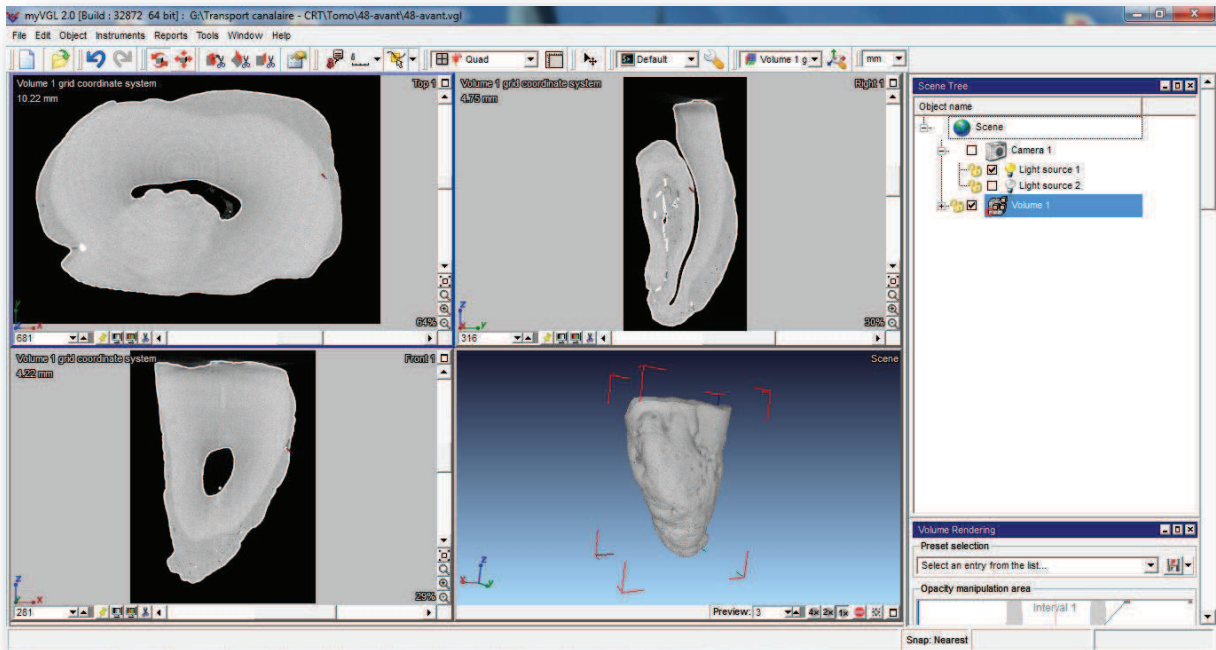 myVGL 2.0 [Build : 32872 64 bit] : G:\Transport canalaire - CRT\Tomo\48-avant\48-avant.vgl
File Edit Object Instruments Reports Tools Window Help
Quad Default Volume 1 g mm
Volume 1 grid coordinate system Top 1
10.22 mm
64%
681
Volume 1 grid coordinate system Right 1
4.75 mm
30%
316
Volume 1 grid coordinate system Front 1
4.22 mm
29%
281
Scene
Preview: 3 4x 2x 1x
Scene Tree
Object name
Scene
Camera 1
Light source 1
Light source 2
Volume 1
Volume Rendering
Preset selection
Select an entry from the list...
Opacity manipulation area
Interval 1
Snap: Nearest